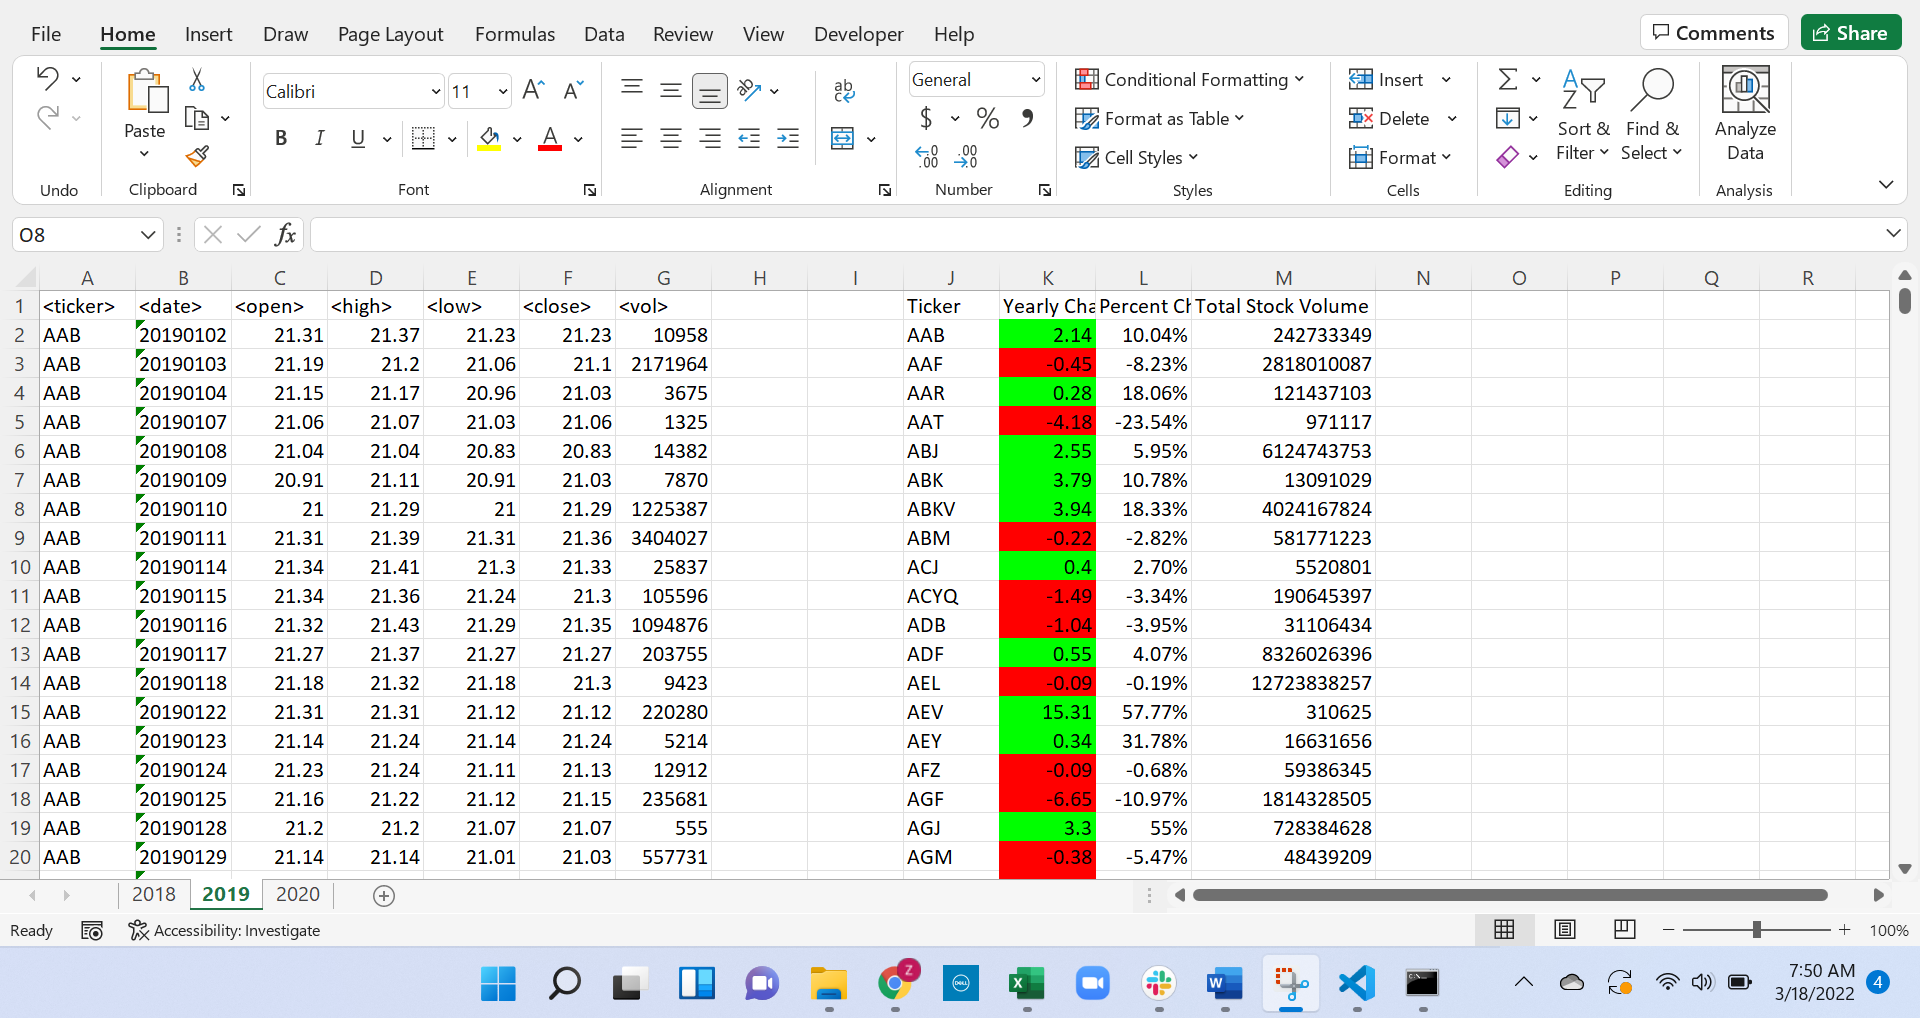 File Home Insert Draw Page Layout Formulas Data Review View Developer Help Comments Share
Calibri 11 ab General Conditional Formatting Insert
Paste B I U A $ % Format as Table Delete Sort & Filter Find & Select Analyze Data
Cell Styles Format
Undo Clipboard Font Alignment Number Styles Cells Editing Analysis
O8 fx
A B C D E F G H I J K L M N O P Q R
1 <ticker> <date> <open> <high> <low> <close> <vol> Ticker Yearly Cha Percent Ch Total Stock Volume
2 AAB 20190102 21.31 21.37 21.23 21.23 10958 AAB 2.14 10.04% 242733349
3 AAB 20190103 21.19 21.2 21.06 21.1 2171964 AAF -0.45 -8.23% 2818010087
4 AAB 20190104 21.15 21.17 20.96 21.03 3675 AAR 0.28 18.06% 121437103
5 AAB 20190107 21.06 21.07 21.03 21.06 1325 AAT -4.18 -23.54% 971117
6 AAB 20190108 21.04 21.04 20.83 20.83 14382 ABJ 2.55 5.95% 6124743753
7 AAB 20190109 20.91 21.11 20.91 21.03 7870 ABK 3.79 10.78% 13091029
8 AAB 20190110 21 21.29 21 21.29 1225387 ABKV 3.94 18.33% 4024167824
9 AAB 20190111 21.31 21.39 21.31 21.36 3404027 ABM -0.22 -2.82% 581771223
10 AAB 20190114 21.34 21.41 21.3 21.33 25837 ACJ 0.4 2.70% 5520801
11 AAB 20190115 21.34 21.36 21.24 21.3 105596 ACYQ -1.49 -3.34% 190645397
12 AAB 20190116 21.32 21.43 21.29 21.35 1094876 ADB -1.04 -3.95% 31106434
13 AAB 20190117 21.27 21.37 21.27 21.27 203755 ADF 0.55 4.07% 8326026396
14 AAB 20190118 21.18 21.32 21.18 21.3 9423 AEL -0.09 -0.19% 12723838257
15 AAB 20190122 21.31 21.31 21.12 21.12 220280 AEV 15.31 57.77% 310625
16 AAB 20190123 21.14 21.24 21.14 21.24 5214 AEY 0.34 31.78% 16631656
17 AAB 20190124 21.23 21.24 21.11 21.13 12912 AFZ -0.09 -0.68% 59386345
18 AAB 20190125 21.16 21.22 21.12 21.15 235681 AGF -6.65 -10.97% 1814328505
19 AAB 20190128 21.2 21.2 21.07 21.07 555 AGJ 3.3 55% 728384628
20 AAB 20190129 21.14 21.14 21.01 21.03 557731 AGM -0.38 -5.47% 48439209
2018 2019 2020
Ready Accessibility: Investigate 100%
Z DELL X W 7:50 AM 4
3/18/2022